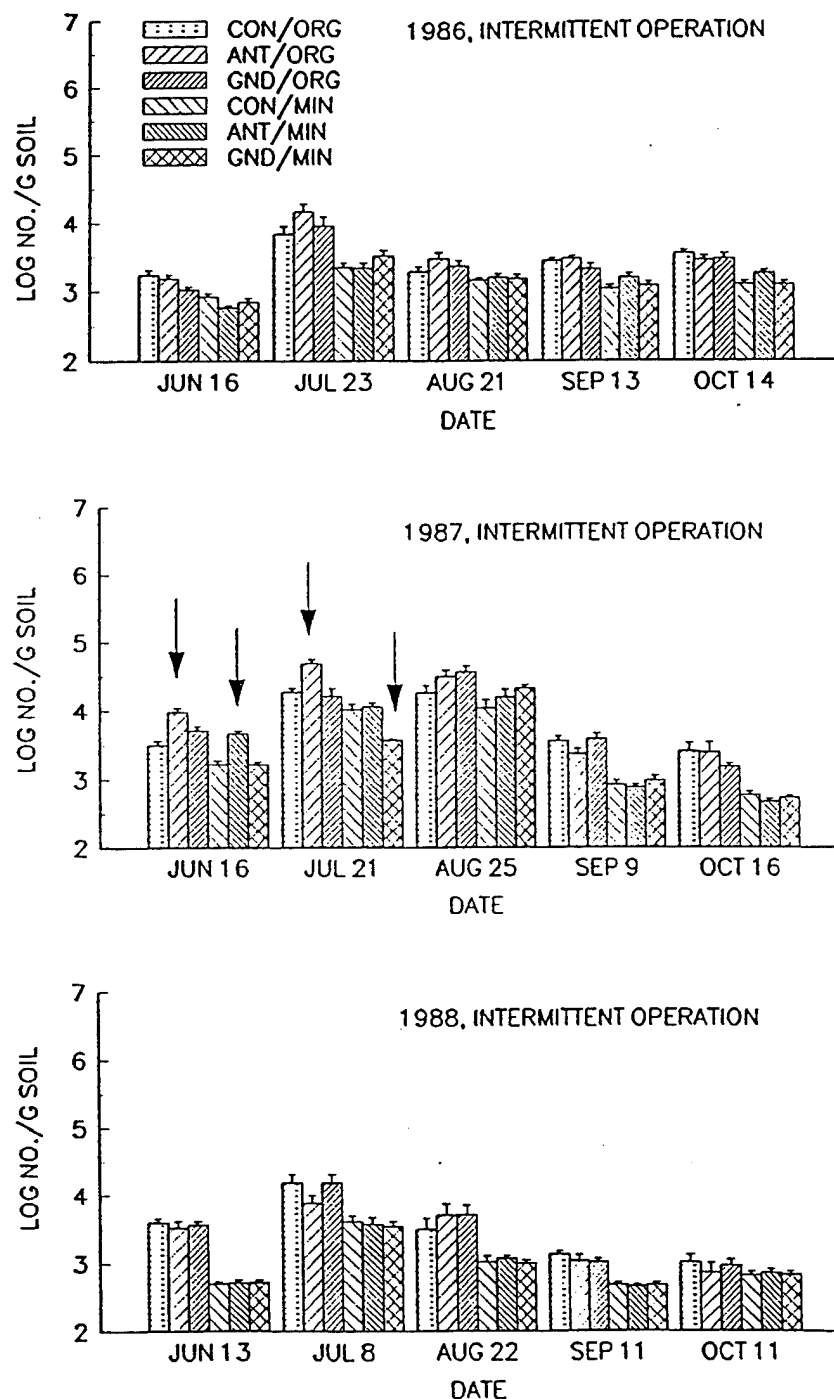 1986, INTERMITTENT OPERATION
CON/ORG
ANT/ORG
GND/ORG
CON/MIN
ANT/MIN
GND/MIN
LOG NO./G SOIL
7
6
5
4
3
2
JUN 16 JUL 23 AUG 21 SEP 13 OCT 14
DATE
1987, INTERMITTENT OPERATION
LOG NO./G SOIL
7
6
5
4
3
2
JUN 16 JUL 21 AUG 25 SEP 9 OCT 16
DATE
1988, INTERMITTENT OPERATION
LOG NO./G SOIL
7
6
5
4
3
2
JUN 13 JUL 8 AUG 22 SEP 11 OCT 11
DATE